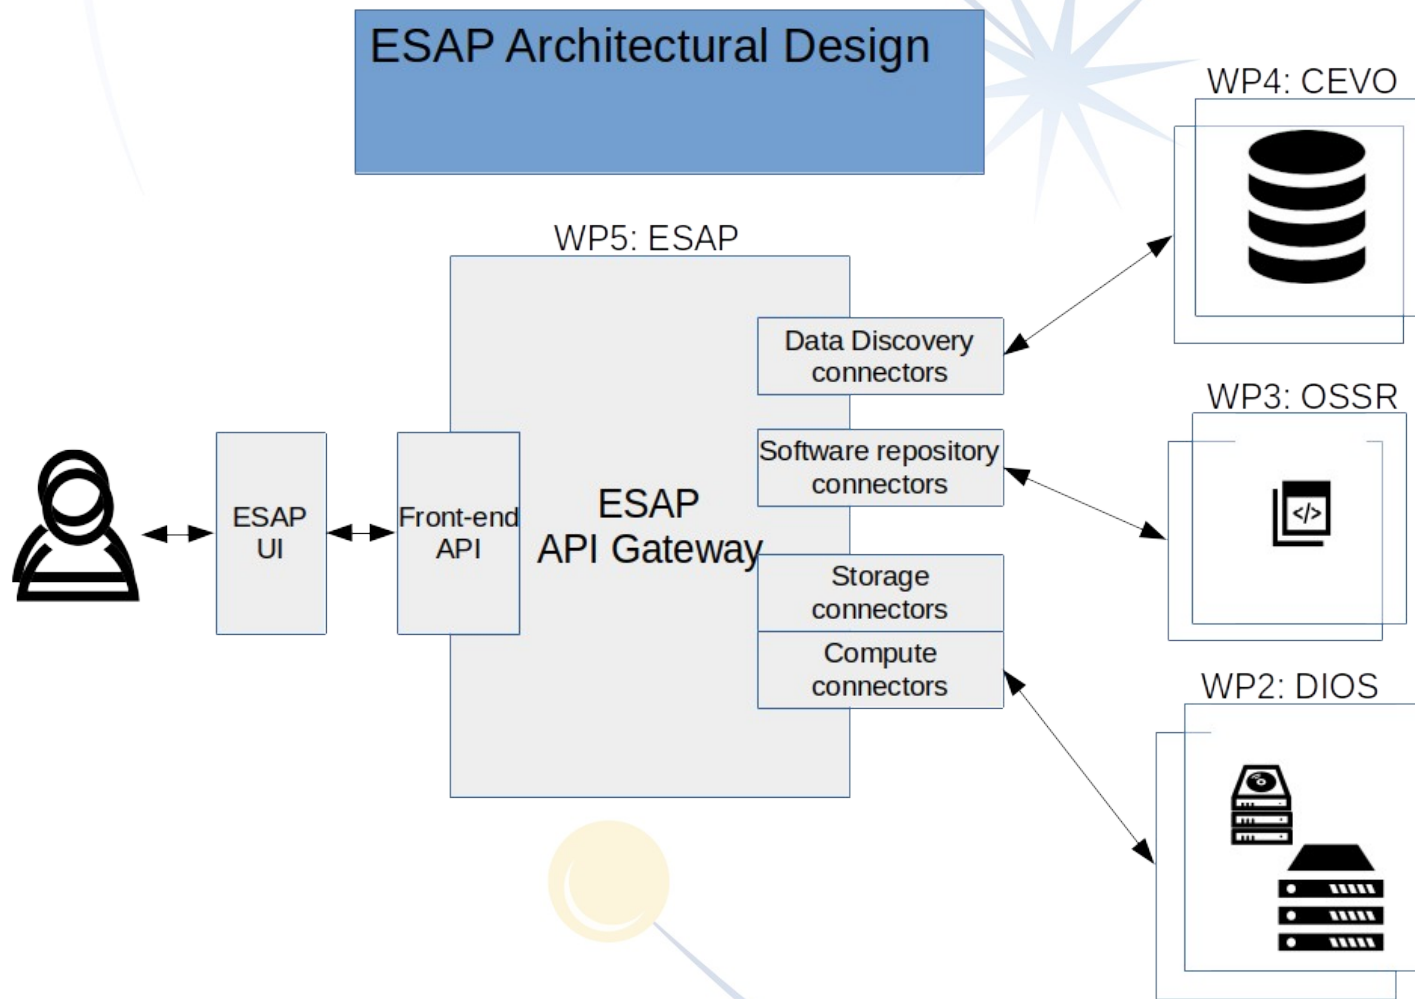 ESAP Architectural Design
WP4: CEVO
WP5: ESAP
Data Discovery
connectors
WP3: OSSR
Software repository
connectors
ESAP
UI
Front-end
API
ESAP
API Gateway
</>
Storage
connectors
Compute
connectors
WP2: DIOS